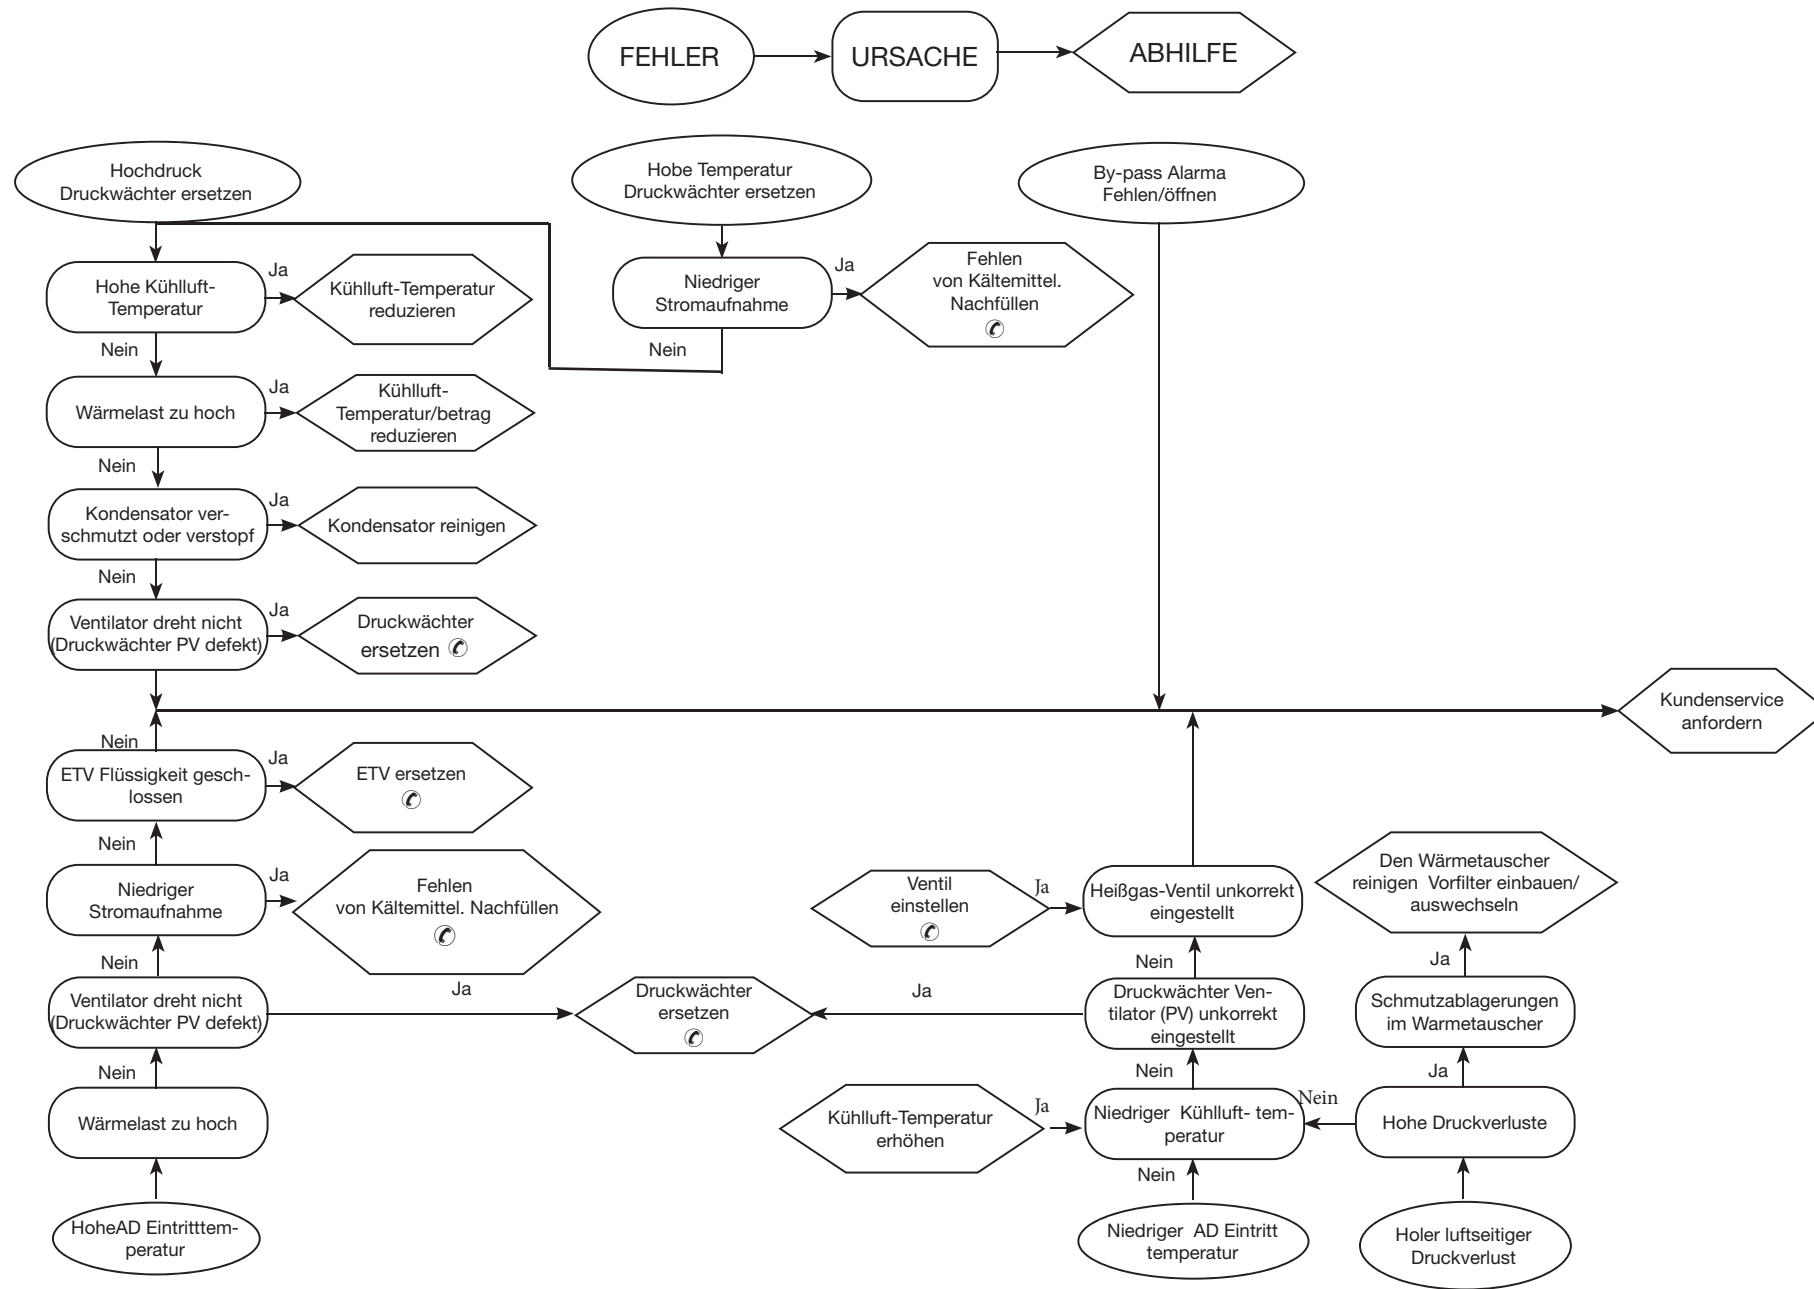 FEHLER
URSACHE
ABHILFE
Hochdruck
Druckwächter ersetzen
Hobe Temperatur
Druckwächter ersetzen
By-pass Alarma
Fehlen/öffnen
Hohe Kühlluft-
Temperatur
Ja
Kühlluft-Temperatur
reduzieren
Niedriger
Stromaufnahme
Ja
Fehlen
von Kältemittel.
Nachfüllen
Nein
Nein
Wärmelast zu hoch
Ja
Kühlluft-
Temperatur/betrag
reduzieren
Nein
Kondensator ver-
schmutzt oder verstopf
Ja
Kondensator reinigen
Nein
Ventilator dreht nicht
(Druckwächter PV defekt)
Ja
Druckwächter
ersetzen
Kundenservice
anfordern
Nein
ETV Flüssigkeit gesch-
lossen
Ja
ETV ersetzen
Nein
Niedriger
Stromaufnahme
Ja
Fehlen
von Kältemittel. Nachfüllen
Ventil
einstellen
Ja
Heißgas-Ventil unkorrekt
eingestellt
Den Wärmetauscher
reinigen Vorfilter einbauen/
auswechseln
Nein
Nein
Ja
Ventilator dreht nicht
(Druckwächter PV defekt)
Ja
Druckwächter
ersetzen
Ja
Druckwächter Ven-
tilator (PV) unkorrekt
eingestellt
Schmutzablagerungen
im Warmetauscher
Nein
Nein
Ja
Wärmelast zu hoch
Kühlluft-Temperatur
erhöhen
Ja
Niedriger Kühlluft- tem-
peratur
Nein
Hohe Druckverluste
Nein
HoheAD Eintritttem-
peratur
Niedriger AD Eintritt
temperatur
Holer luftseitiger
Druckverlust